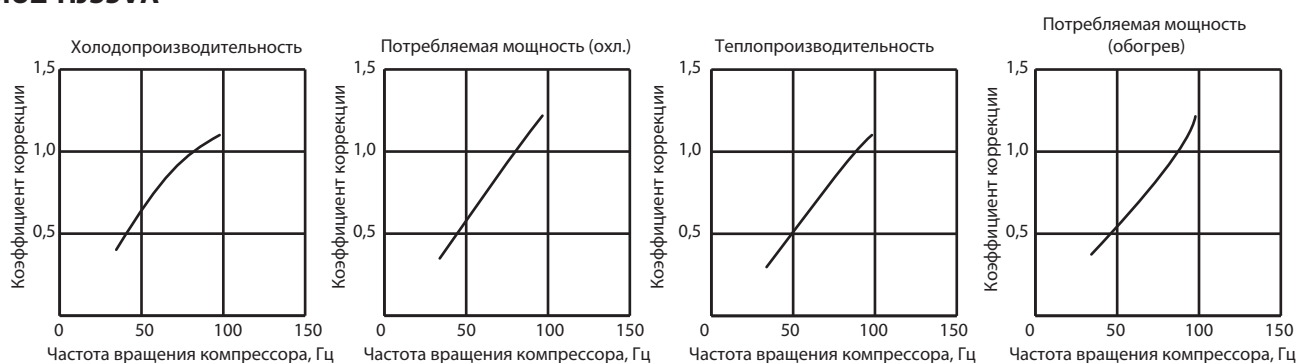 Холодопроизводительность
Коэффициент коррекции
1,5
1,0
0,5
0 50 100 150
Частота вращения компрессора, Гц
Потребляемая мощность (охл.)
Коэффициент коррекции
1,5
1,0
0,5
0 50 100 150
Частота вращения компрессора, Гц
Теплопроизводительность
Коэффициент коррекции
1,5
1,0
0,5
0 50 100 150
Частота вращения компрессора, Гц
Потребляемая мощность
(обогрев)
Коэффициент коррекции
1,5
1,0
0,5
0 50 100 150
Частота вращения компрессора, Гц